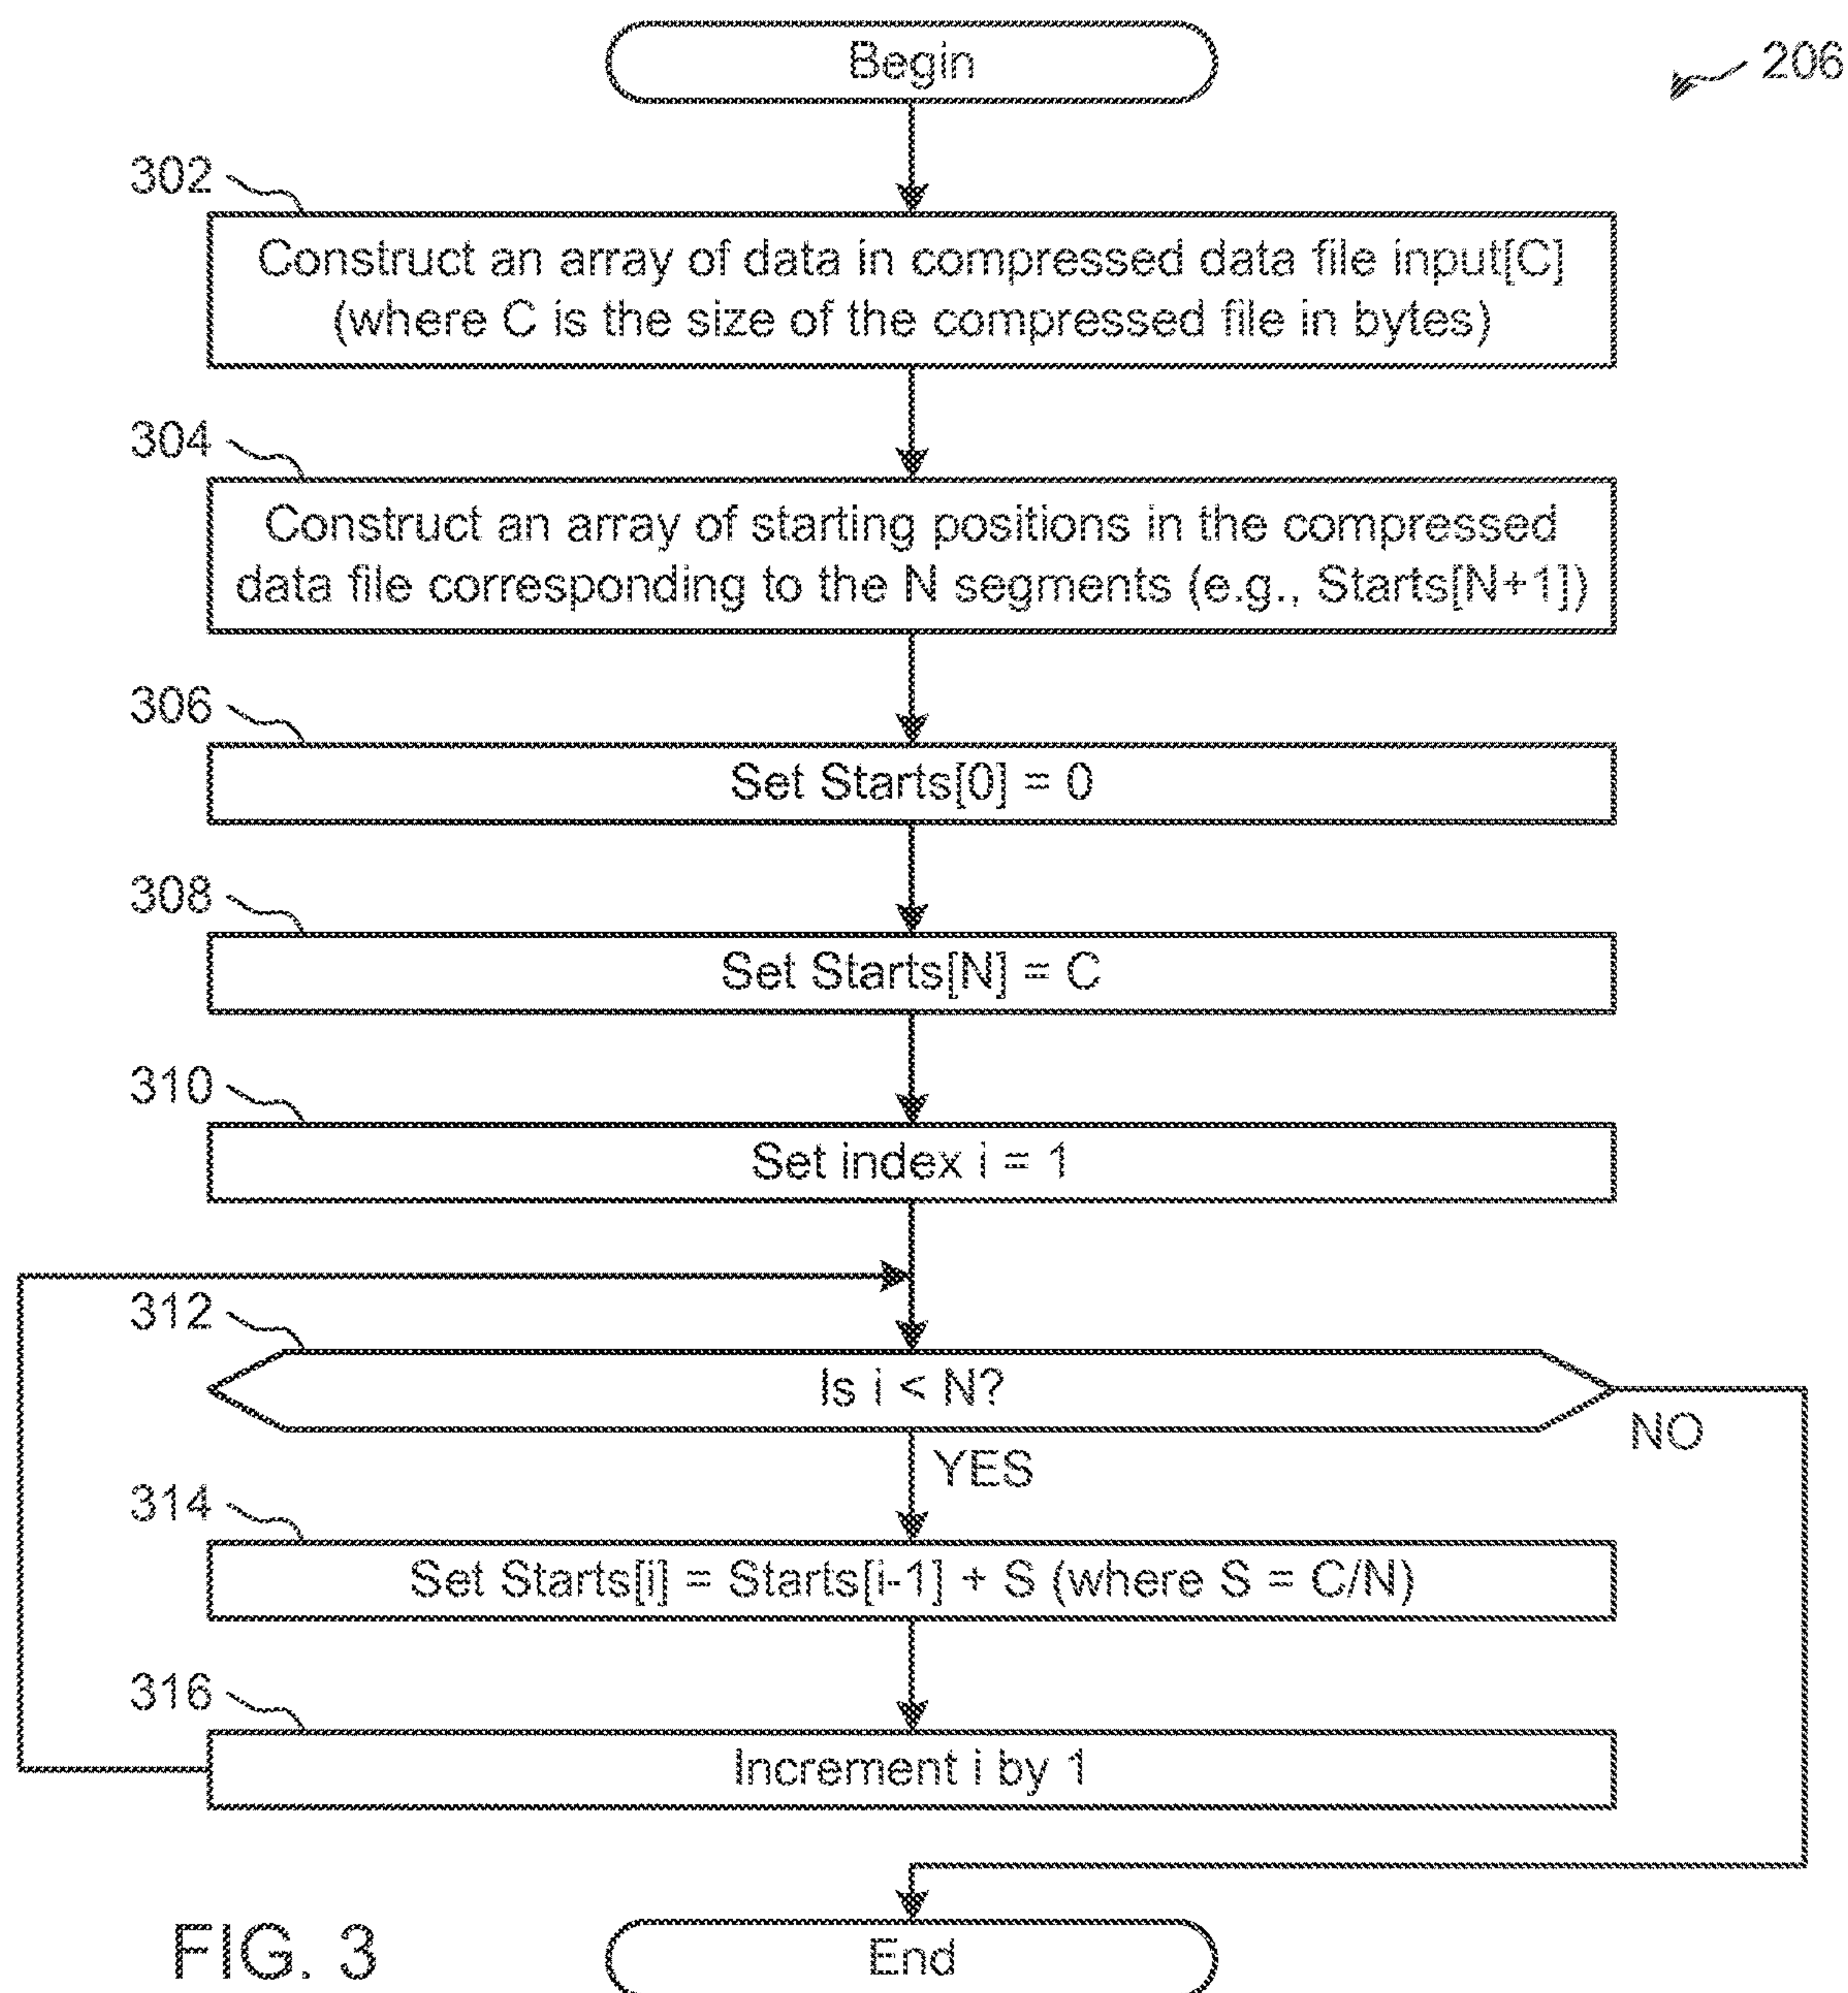 Begin
206
302
Construct an array of data in compressed data file input[C]
(where C is the size of the compressed file in bytes)
304
Construct an array of starting positions in the compressed
data file corresponding to the N segments (e.g., Starts[N+1])
306
Set Starts[0] = 0
308
Set Starts[N] = C
310
Set index i = 1
312
Is i < N?
NO
YES
314
Set Starts[i] = Starts[i-1] + S (where S = C/N)
316
Increment i by 1
FIG. 3
End